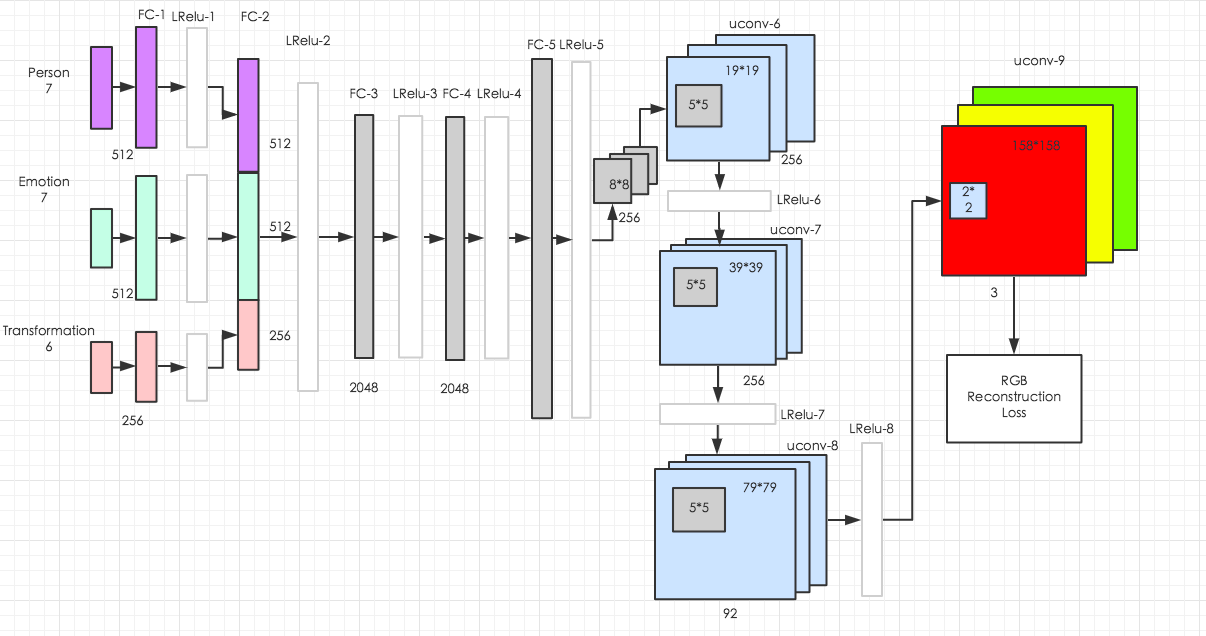 FC-1
LRelu-1
FC-2
LRelu-2
Person
7
512
512
Emotion
7
512
512
Transformation
6
256
256
FC-3
LRelu-3
FC-4
LRelu-4
2048
2048
FC-5
LRelu-5
8*8
256
uconv-6
19*19
5*5
256
LRelu-6
uconv-7
39*39
5*5
256
LRelu-7
uconv-8
79*79
5*5
92
LRelu-8
uconv-9
158*158
2*
2
3
RGB
Reconstruction
Loss